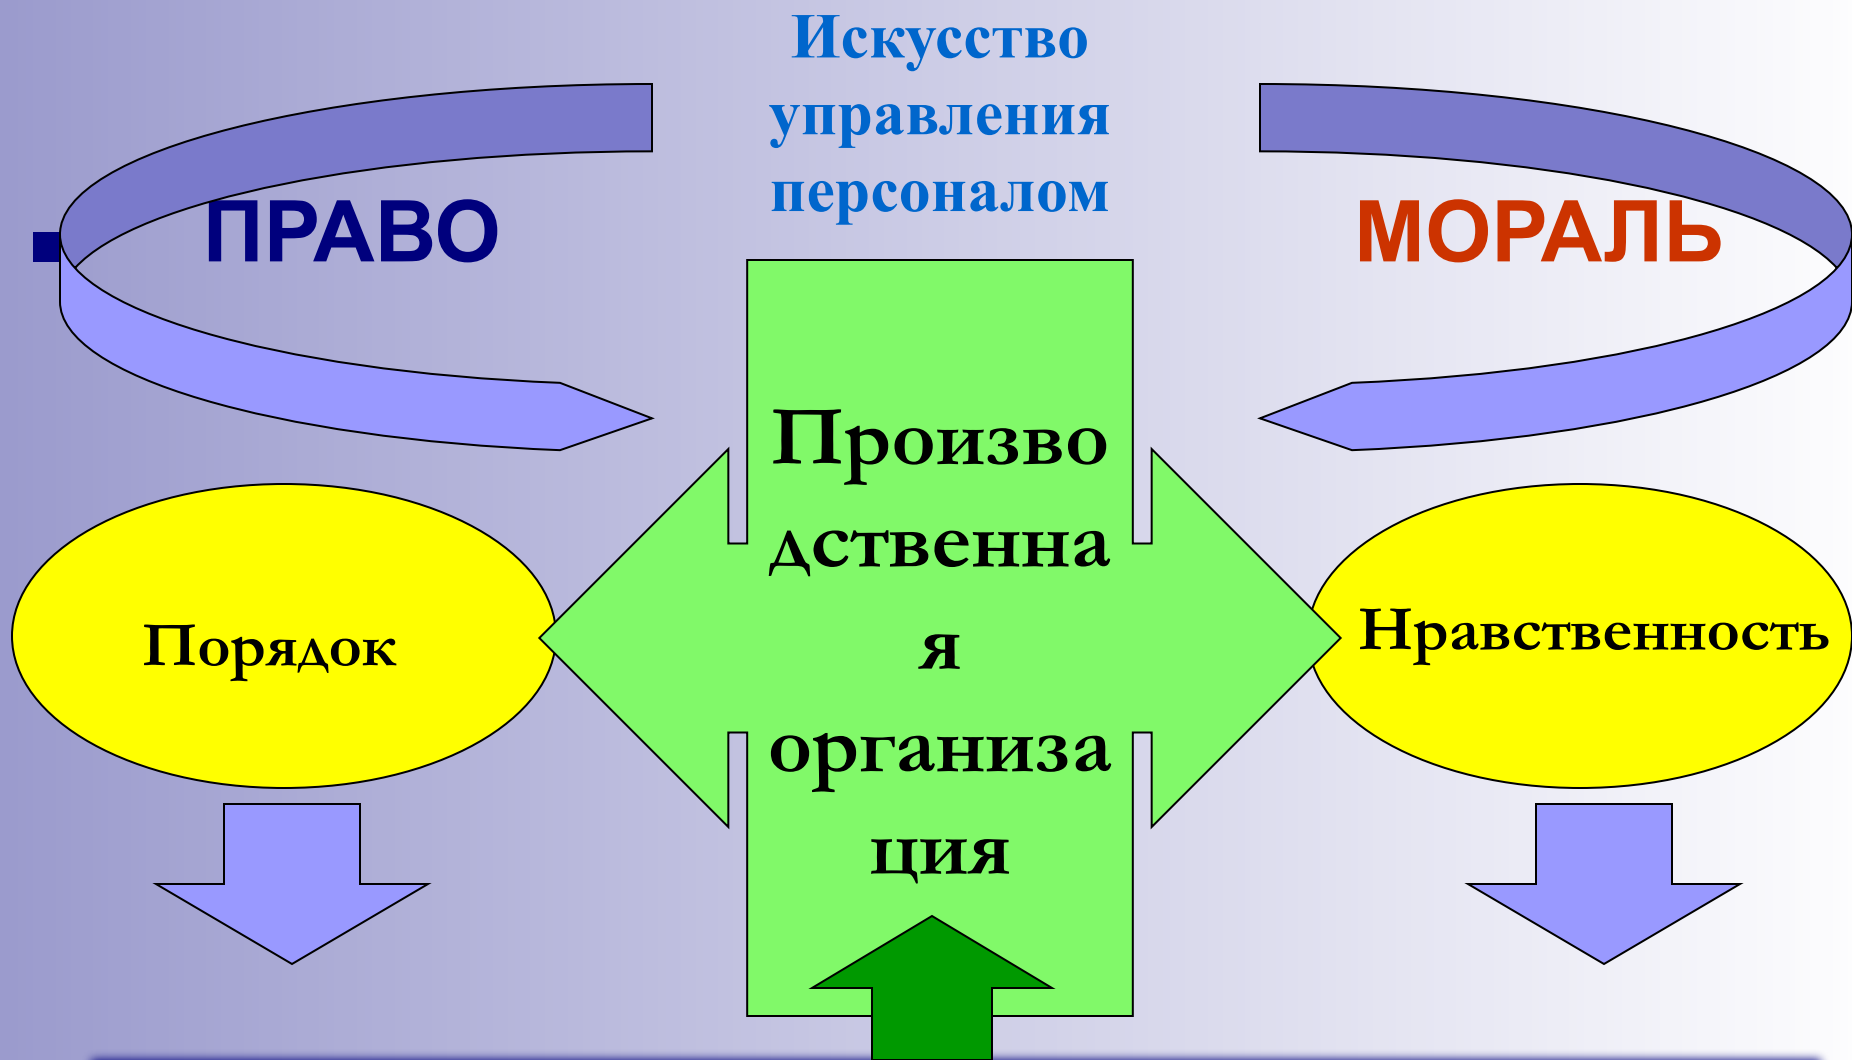 Искусство
управления
персоналом
ПРАВО
МОРАЛЬ
Произво
дственна
я
организа
ция
Порядок
Нравственность